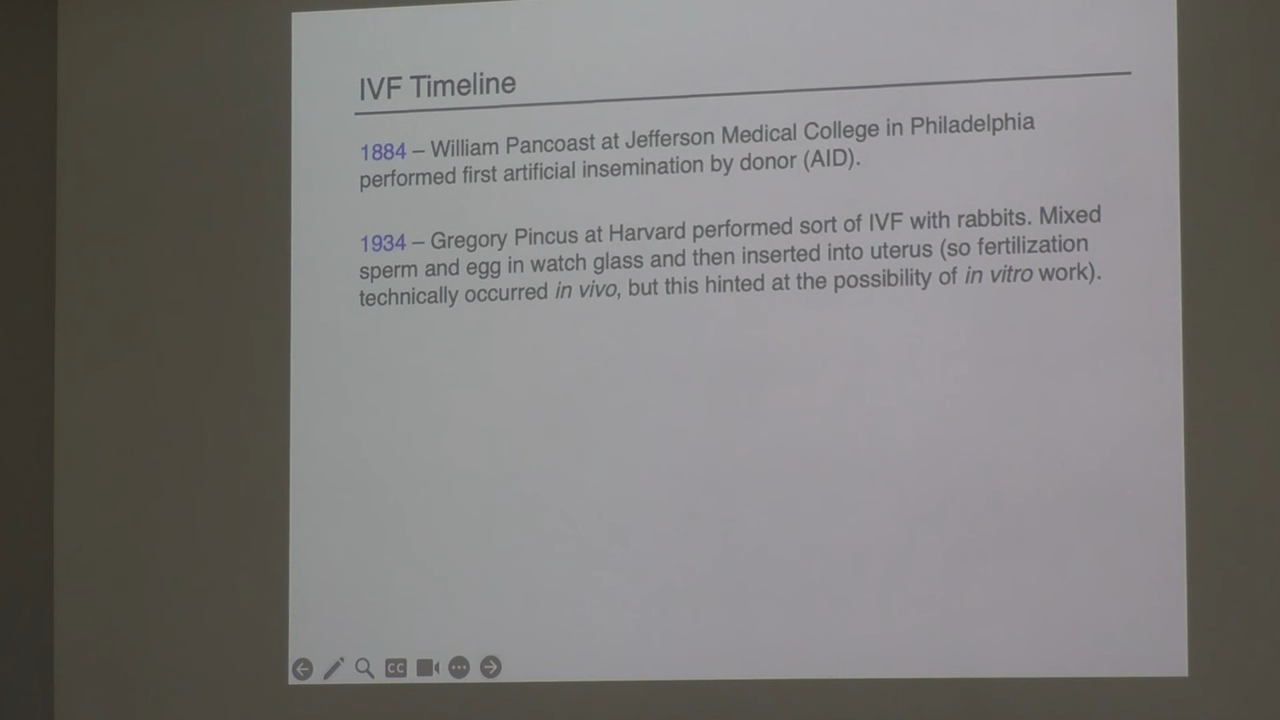 IVF Timeline
1884 – William Pancoast at Jefferson Medical College in Philadelphia
performed first artificial insemination by donor (AID).
1934 – Gregory Pincus at Harvard performed sort of IVF with rabbits. Mixed
sperm and egg in watch glass and then inserted into uterus (so fertilization
technically occurred in vivo, but this hinted at the possibility of in vitro work).
CC